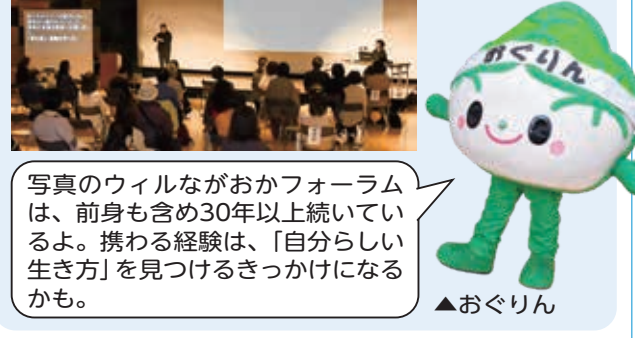 おぐりん
写真のウィルながおかフォーラム
は、前身も含め30年以上続いてい
るよ。携わる経験は、「自分らしい
生き方」を見つけるきっかけになる
かも。
▲おぐりん